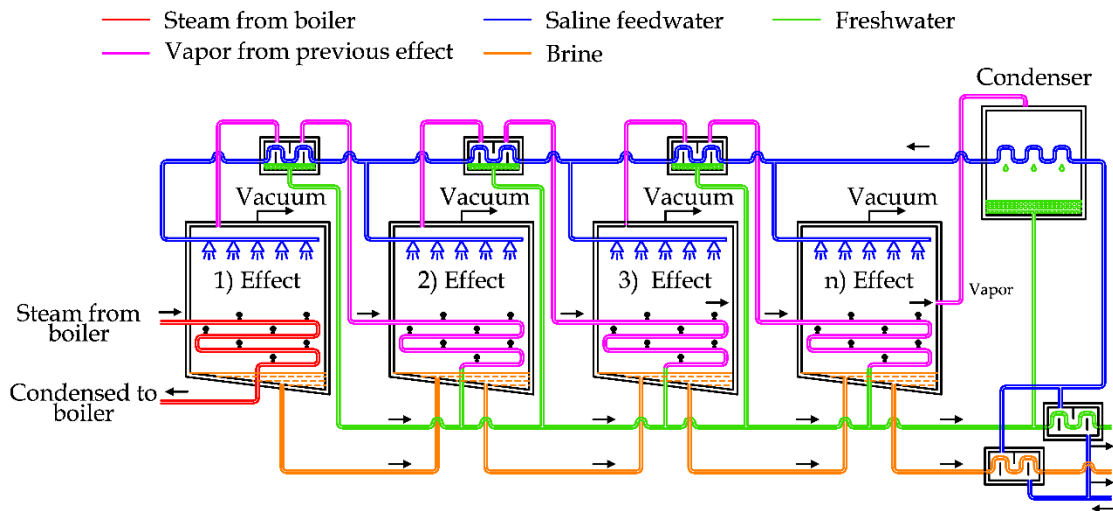 Steam from boiler
Saline feedwater
Freshwater
Vapor from previous effect
Brine
Condenser
Vacuum
Vacuum
Vacuum
Vacuum
1) Effect
2) Effect
3) Effect
n) Effect
Vapor
Steam from
boiler
Condensed to
boiler